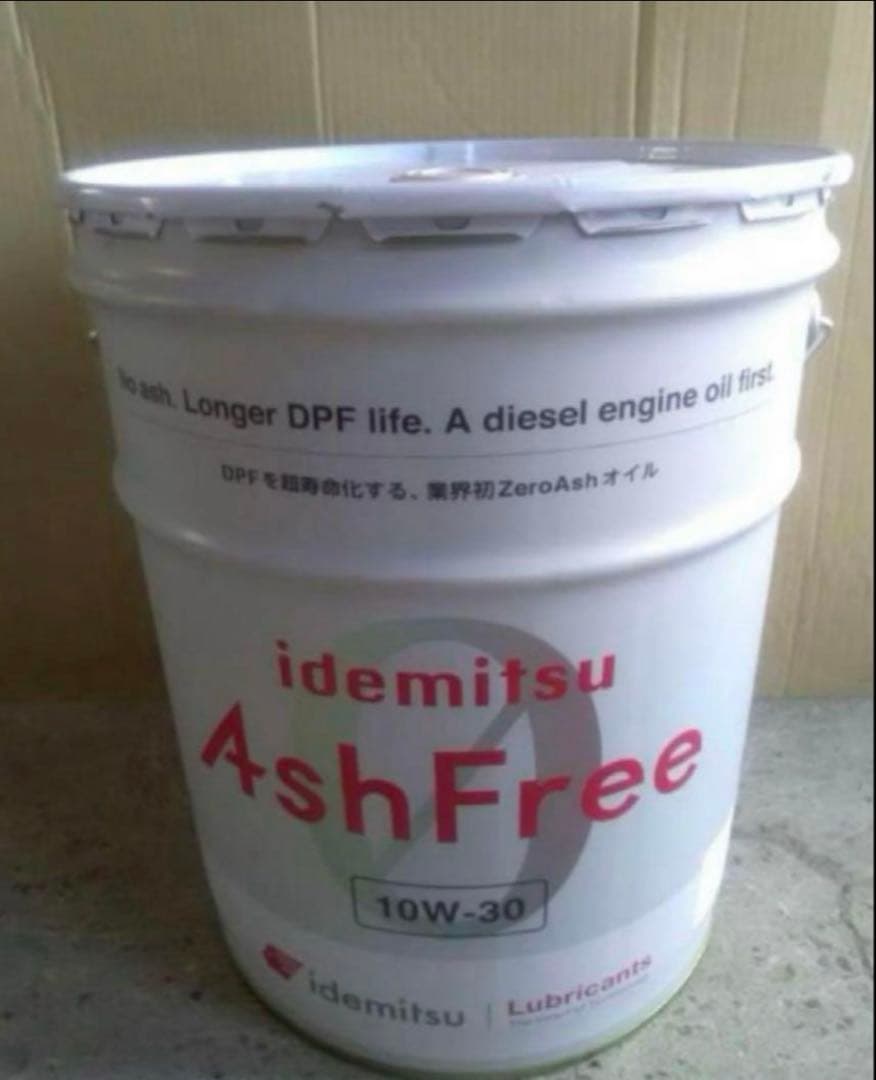 No ash. Longer DPF life. A diesel engine oil first.
DPFを超寿命化する、業界初ZeroAshオイル
idemitsu
AshFree
10W-30
idemitsu | Lubricants